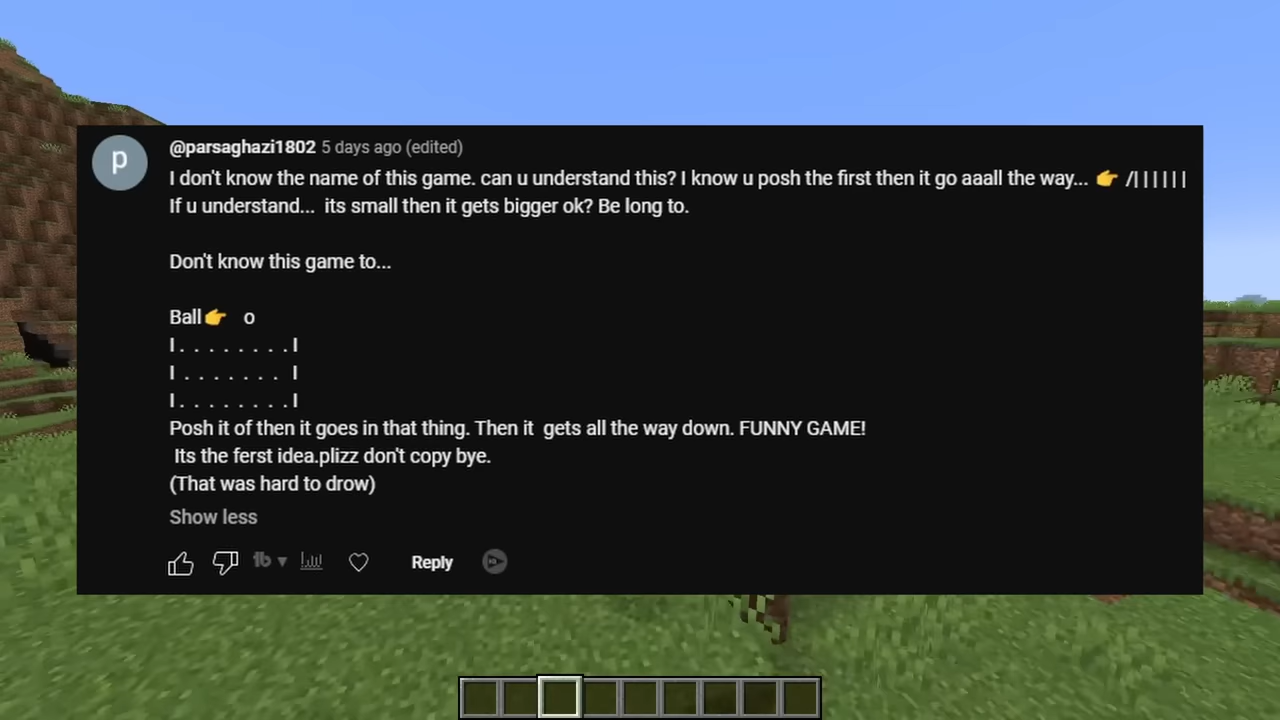 P
@parsaghazi1802 5 days ago (edited)
I don't know the name of this game. can u understand this? I know u posh the first then it go aaall the way... 👉 /| | | | | |
If u understand...  its small then it gets bigger ok? Be long to.
Don't know this game to...
Ball👉   o
I . . . . . . . . I
I . . . . . . .  I
I . . . . . . . . I
Posh it of then it goes in that thing. Then it  gets all the way down. FUNNY GAME!
Its the ferst idea.plizz don't copy bye.
(That was hard to drow)
Show less
Reply